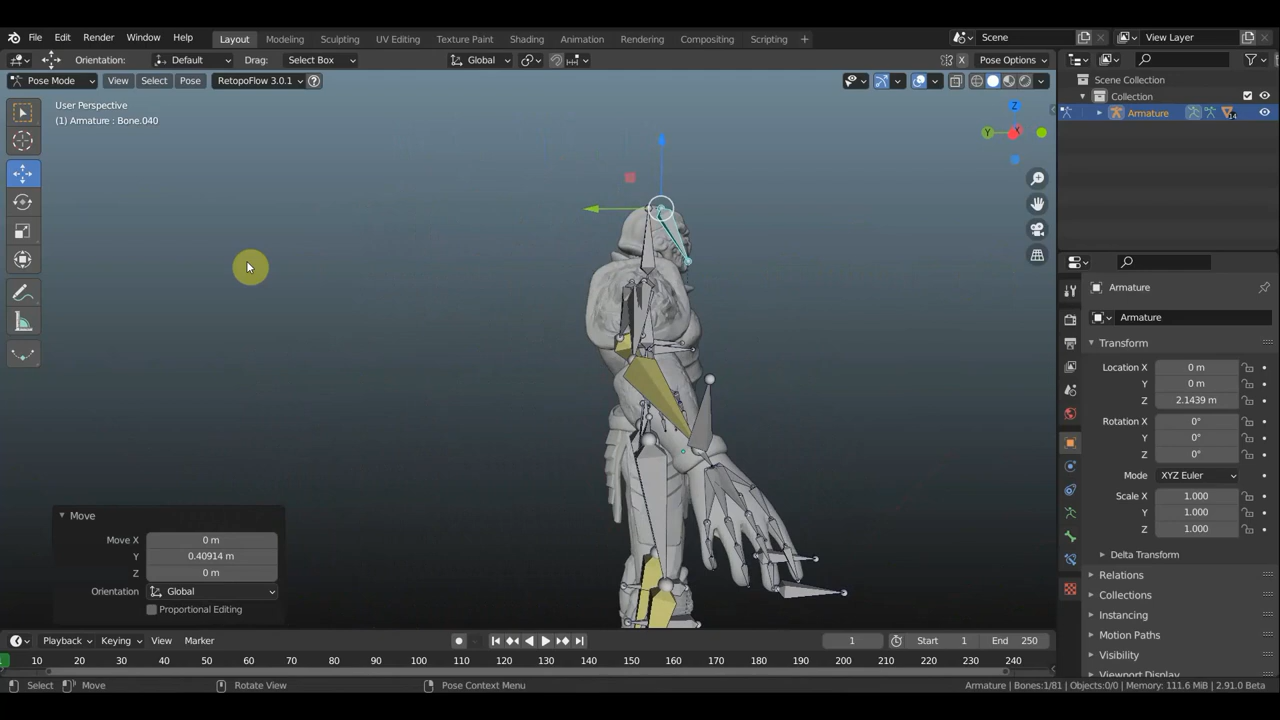 File Edit Render Window Help Layout Modeling Sculpting UV Editing Texture Paint Shading Animation Rendering Compositing Scripting + Scene View Layer
Orientation: Default Drag: Select Box Global Pose Options
Pose Mode View Select Pose RetopoFlow 3.0.1
Scene Collection
Collection
Armature
14
User Perspective
(1) Armature : Bone.040
Z
Y
X
Armature
Armature
Transform
Location X 0 m
Y 0 m
Z 2.1439 m
Rotation X 0°
Y 0°
Z 0°
Mode XYZ Euler
Scale X 1.000
Y 1.000
Z 1.000
Delta Transform
Relations
Collections
Instancing
Motion Paths
Visibility
Viewport Display
Move
Move X 0 m
Y 0.40914 m
Z 0 m
Orientation Global
Proportional Editing
Playback Keying View Marker 1 Start 1 End 250
10 20 30 40 50 60 70 80 90 100 110 120 130 140 150 160 170 180 190 200 210 220 230 240
Select Move Rotate View Pose Context Menu Armature | Bones:1/81 | Objects:0/0 | Memory: 111.6 MiB | 2.91.0 Beta